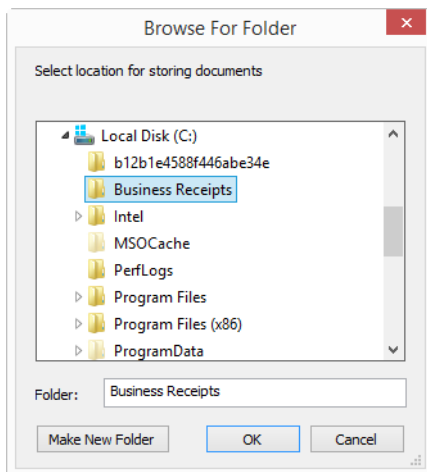 Browse For Folder
Select location for storing documents
Local Disk (C:)
b12b1e4588f446abe34e
Business Receipts
Intel
MSOCache
PerfLogs
Program Files
Program Files (x86)
ProgramData
Folder: Business Receipts
Make New Folder OK Cancel